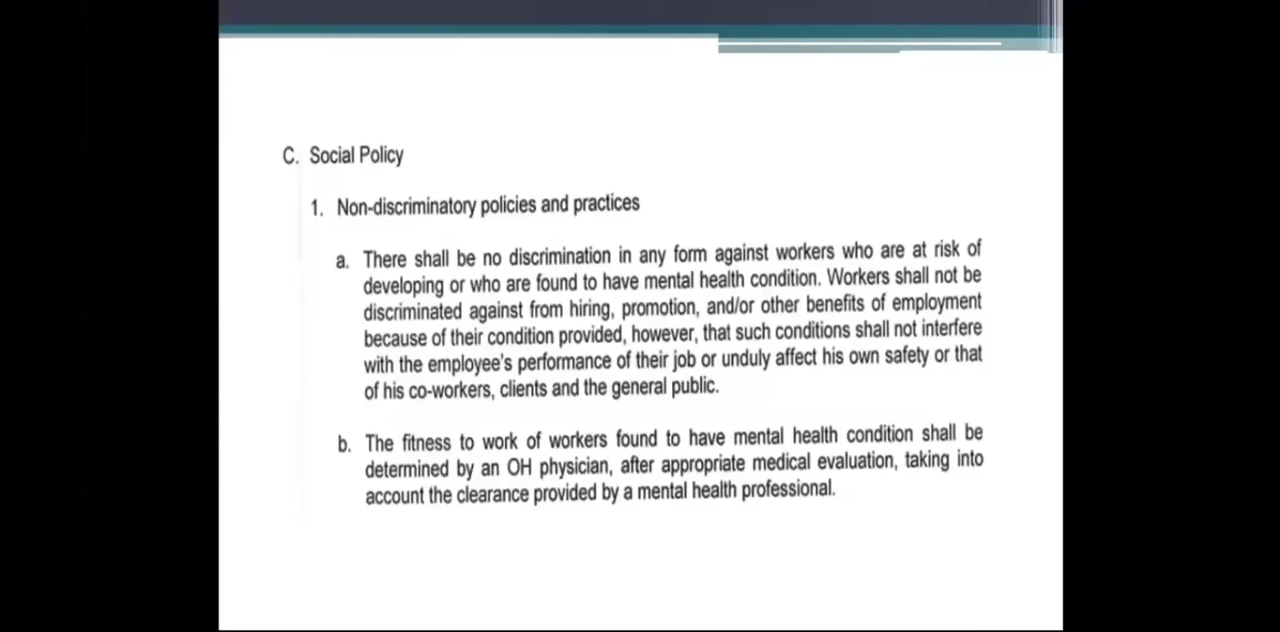 C. Social Policy
1. Non-discriminatory policies and practices
a. There shall be no discrimination in any form against workers who are at risk of
developing or who are found to have mental health condition. Workers shall not be
discriminated against from hiring, promotion, and/or other benefits of employment
because of their condition provided, however, that such conditions shall not interfere
with the employee's performance of their job or unduly affect his own safety or that
of his co-workers, clients and the general public.
b. The fitness to work of workers found to have mental health condition shall be
determined by an OH physician, after appropriate medical evaluation, taking into
account the clearance provided by a mental health professional.